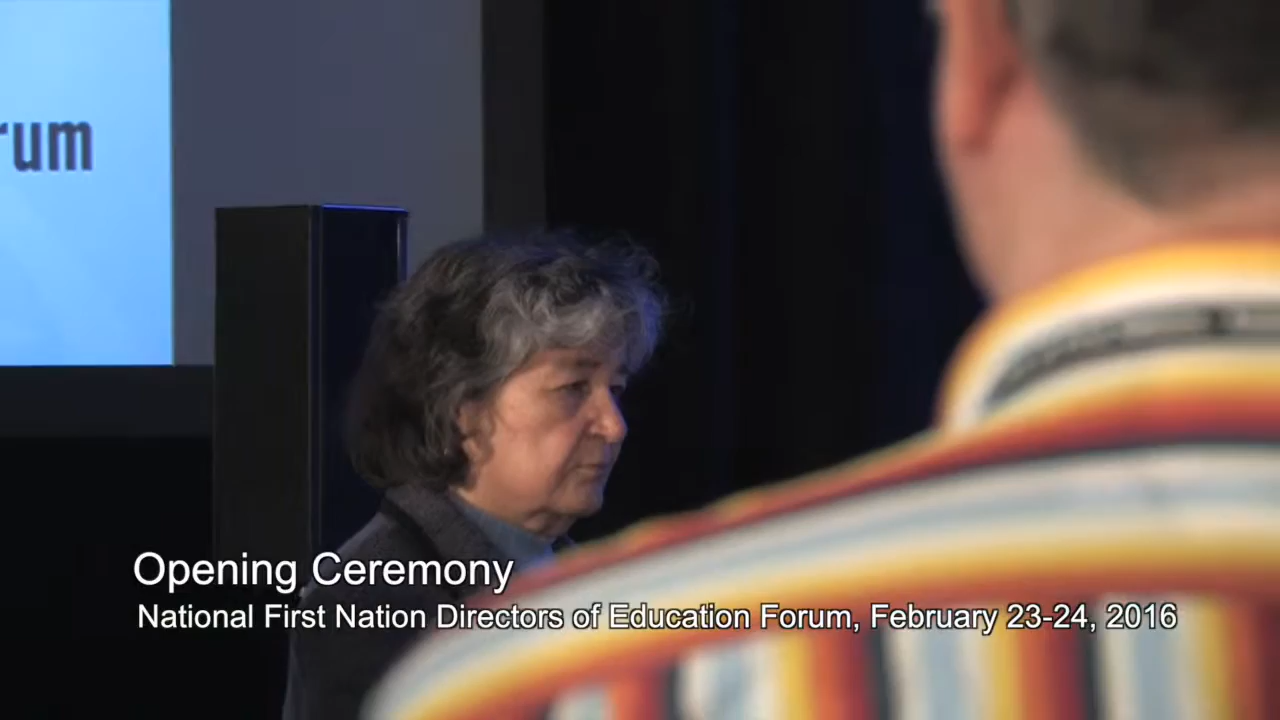 rum
Opening Ceremony
National First Nation Directors of Education Forum, February 23-24, 2016